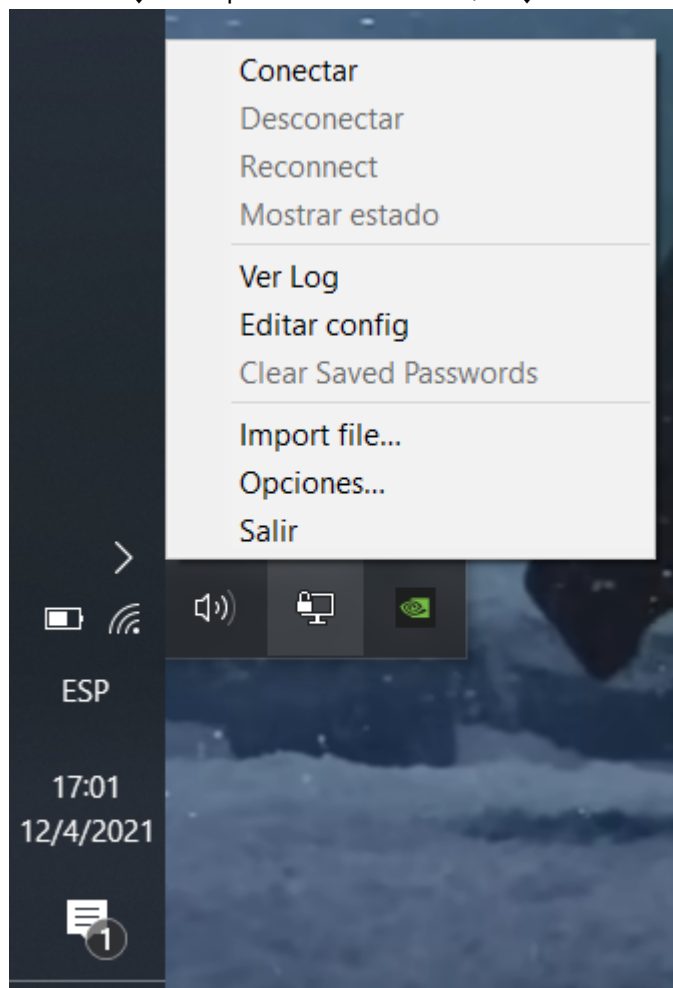 Conectar
Desconectar
Reconnect
Mostrar estado
Ver Log
Editar config
Clear Saved Passwords
Import file...
Opciones...
Salir
ESP
17:01
12/4/2021
1